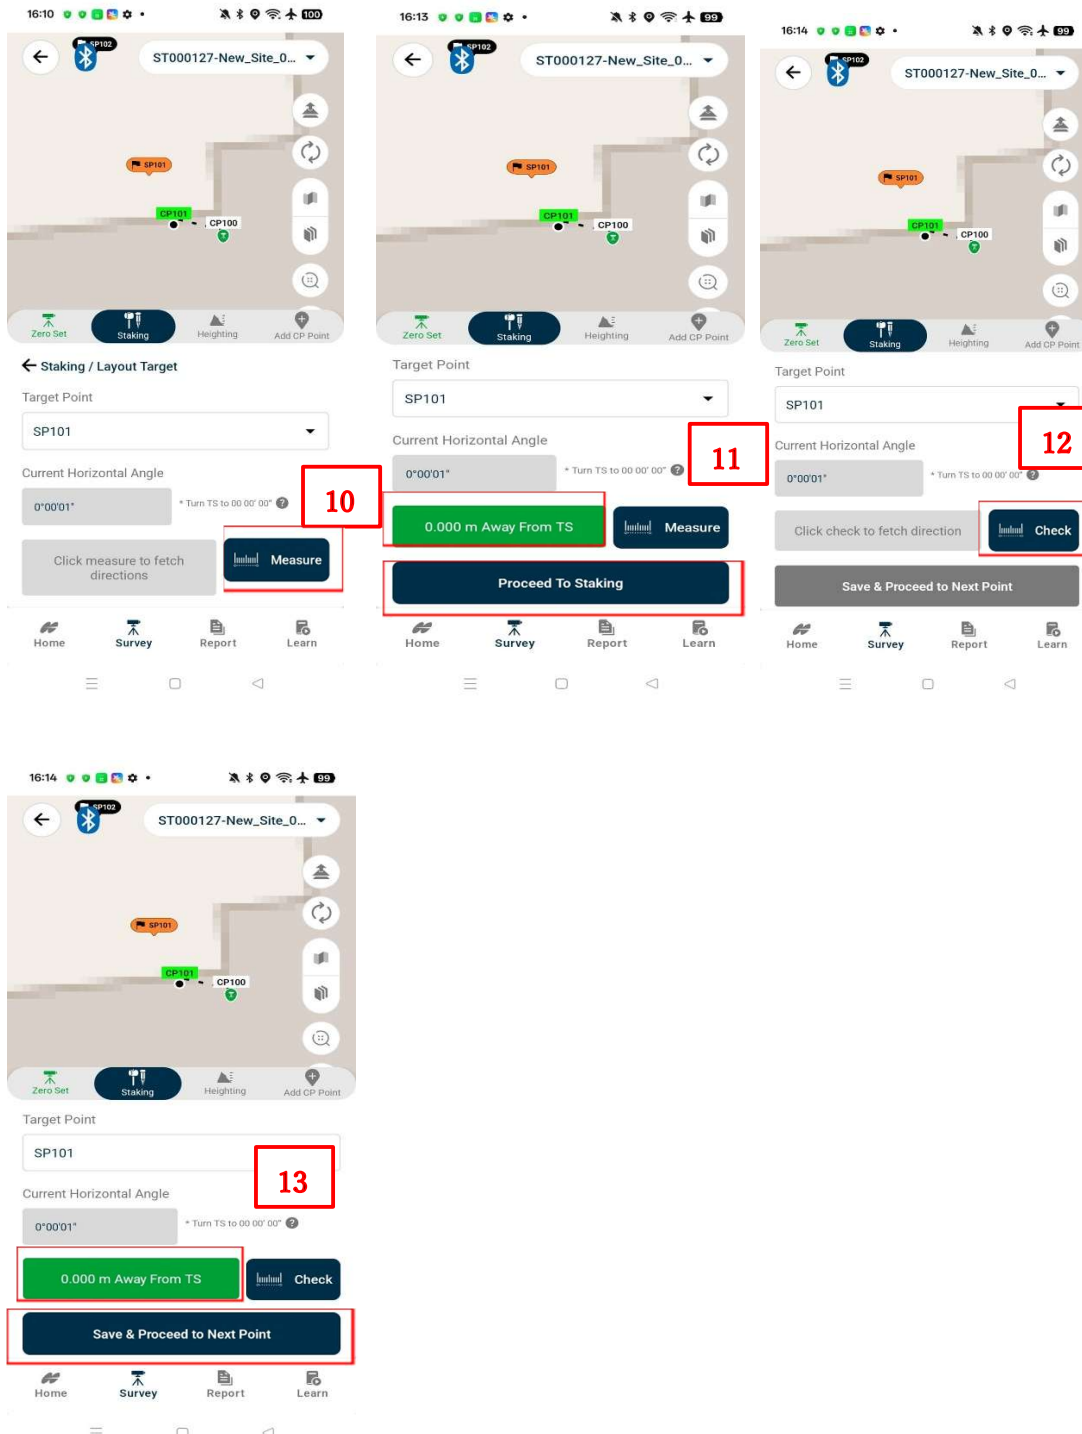 16:10
100
SP102
ST000127-New_Site_0...
SP101
CP101
CP100
Zero Set
Staking
Heighting
Add CP Point
Staking / Layout Target
Target Point
SP101
Current Horizontal Angle
0°00'01"
* Turn TS to 00 00' 00" ?
10
Click measure to fetch
directions
Measure
Home
Survey
Report
Learn
16:13
99
SP102
ST000127-New_Site_0...
SP101
CP101
CP100
Zero Set
Staking
Heighting
Add CP Point
Target Point
SP101
Current Horizontal Angle
0°00'01"
* Turn TS to 00 00' 00" ?
11
0.000 m Away From TS
Measure
Proceed To Staking
Home
Survey
Report
Learn
16:14
99
SP102
ST000127-New_Site_0...
SP101
CP101
CP100
Zero Set
Staking
Heighting
Add CP Point
Target Point
SP101
12
Current Horizontal Angle
0°00'01"
* Turn TS to 00 00' 00" ?
Click check to fetch direction
Check
Save & Proceed to Next Point
Home
Survey
Report
Learn
16:14
99
SP102
ST000127-New_Site_0...
SP101
CP101
CP100
Zero Set
Staking
Heighting
Add CP Point
Target Point
SP101
13
Current Horizontal Angle
0°00'01"
* Turn TS to 00 00' 00" ?
0.000 m Away From TS
Check
Save & Proceed to Next Point
Home
Survey
Report
Learn